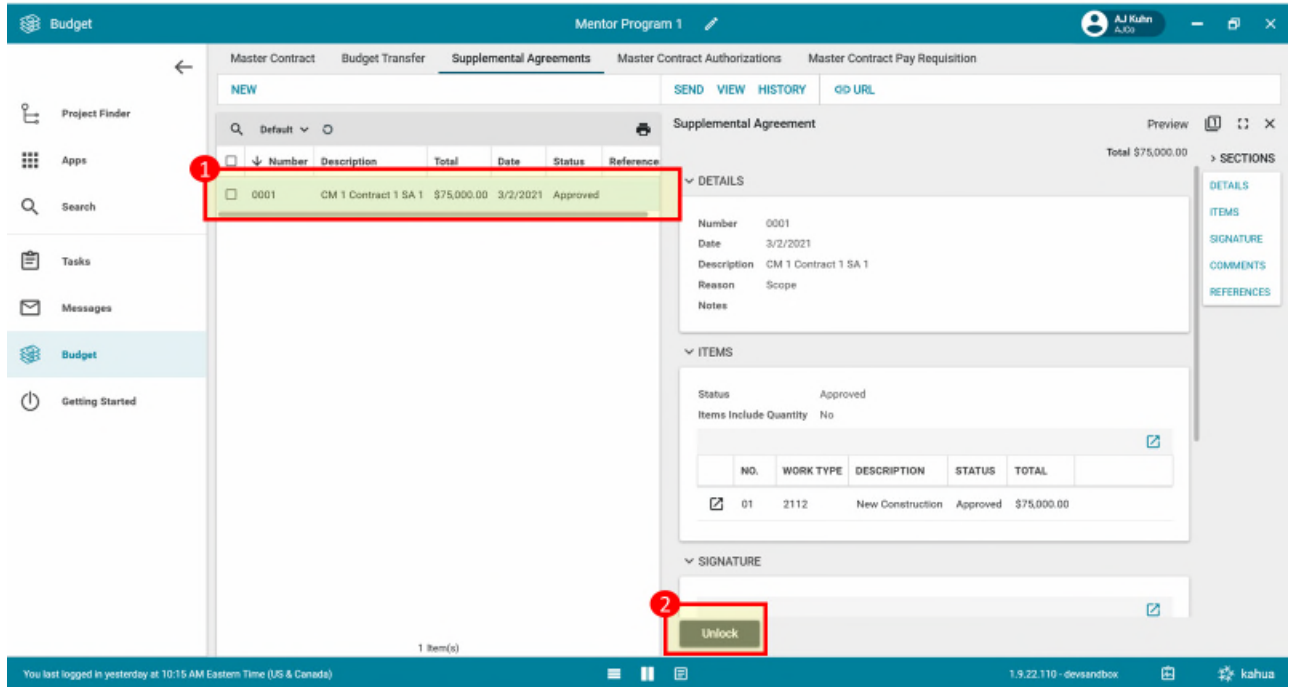 Budget
Mentor Program 1
AJ Kuhn
AJCo
Master Contract Budget Transfer Supplemental Agreements Master Contract Authorizations Master Contract Pay Requisition
NEW
SEND VIEW HISTORY URL
Project Finder
Apps
Search
Tasks
Messages
Budget
Getting Started
Default
1
Number Description Total Date Status Reference
0001 CM 1 Contract 1 SA 1 $75,000.00 3/2/2021 Approved
1 Item(s)
Supplemental Agreement Preview
Total $75,000.00
DETAILS
Number 0001
Date 3/2/2021
Description CM 1 Contract 1 SA 1
Reason Scope
Notes
ITEMS
Status Approved
Items Include Quantity No
NO. WORK TYPE DESCRIPTION STATUS TOTAL
01 2112 New Construction Approved $75,000.00
SIGNATURE
2
Unlock
> SECTIONS
DETAILS
ITEMS
SIGNATURE
COMMENTS
REFERENCES
You last logged in yesterday at 10:15 AM Eastern Time (US & Canada)
1.9.22.110 - devsandbox
kahua